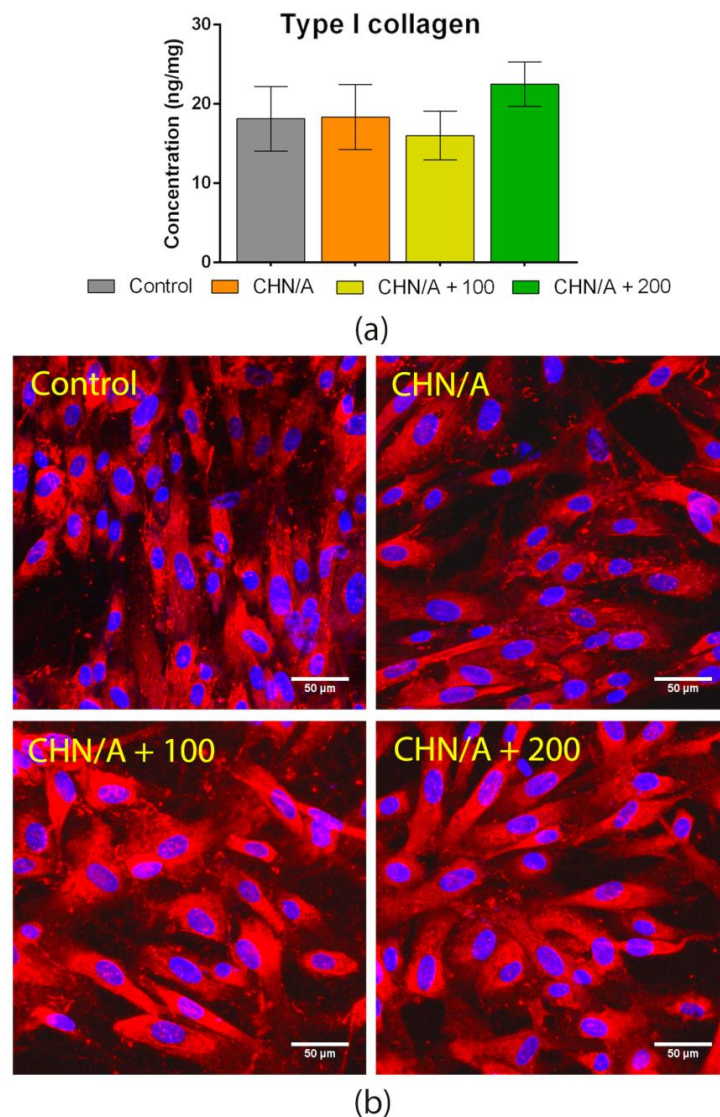 Type I collagen
Concentration (ng/mg)
30
20
10
0
Control CHN/A CHN/A + 100 CHN/A + 200
(a)
Control CHN/A
50 µm 50 µm
CHN/A + 100 CHN/A + 200
50 µm 50 µm
(b)